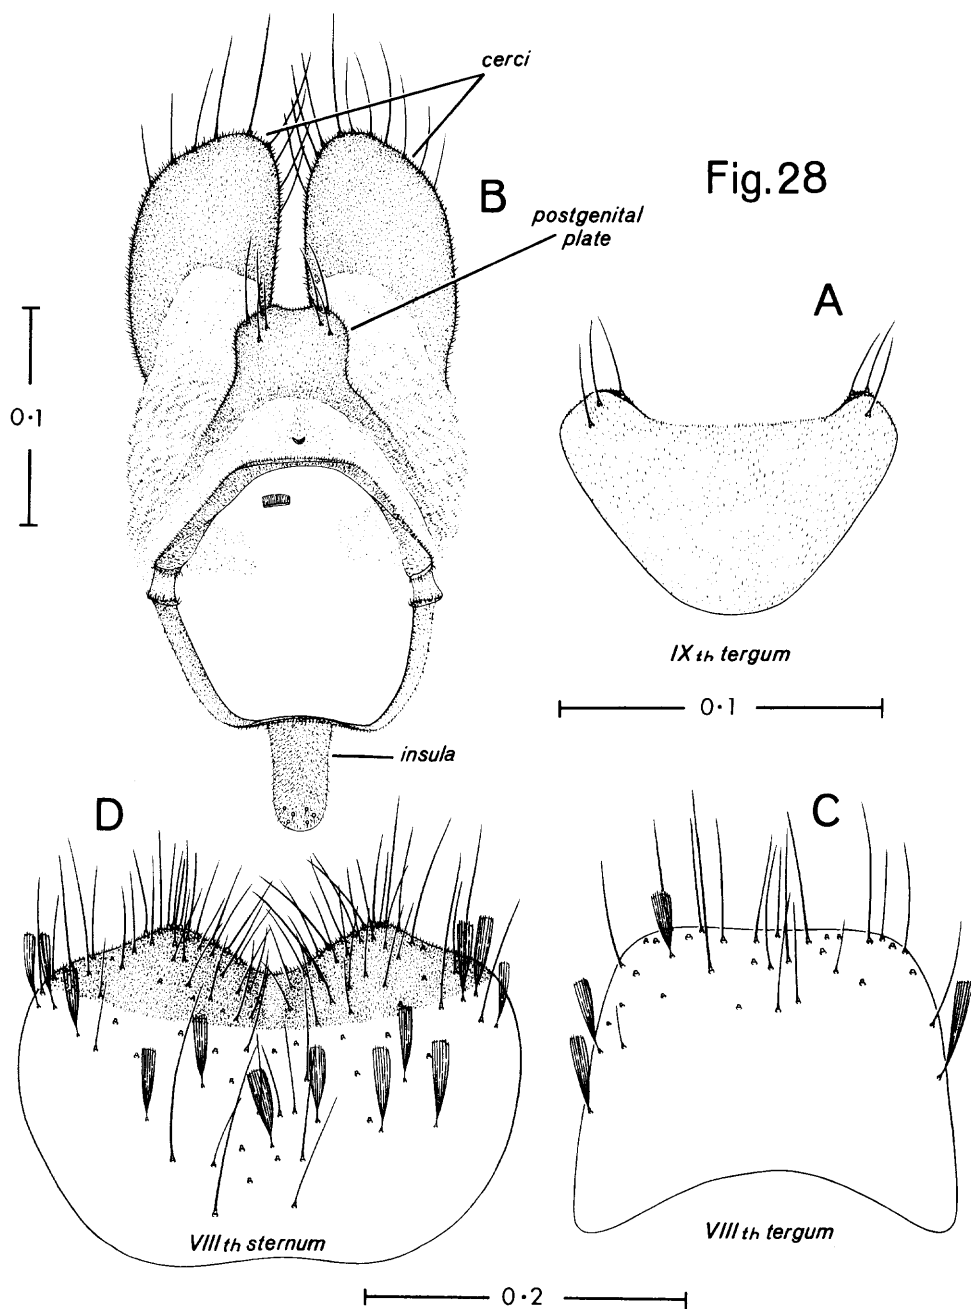 cerci
Fig.28
B
postgenital
plate
A
0·1
IXth tergum
0·1
insula
D
C
VIIIth sternum
VIIIth tergum
0·2